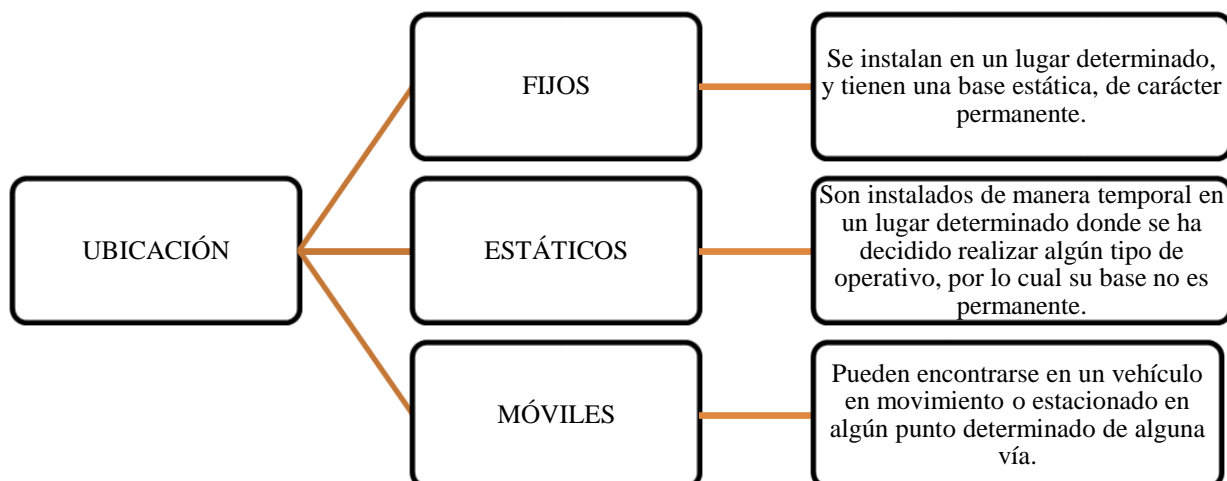 UBICACIÓN
FIJOS
Se instalan en un lugar determinado,
y tienen una base estática, de carácter
permanente.
ESTÁTICOS
Son instalados de manera temporal en
un lugar determinado donde se ha
decidido realizar algún tipo de
operativo, por lo cual su base no es
permanente.
MÓVILES
Pueden encontrarse en un vehículo
en movimiento o estacionado en
algún punto determinado de alguna
vía.